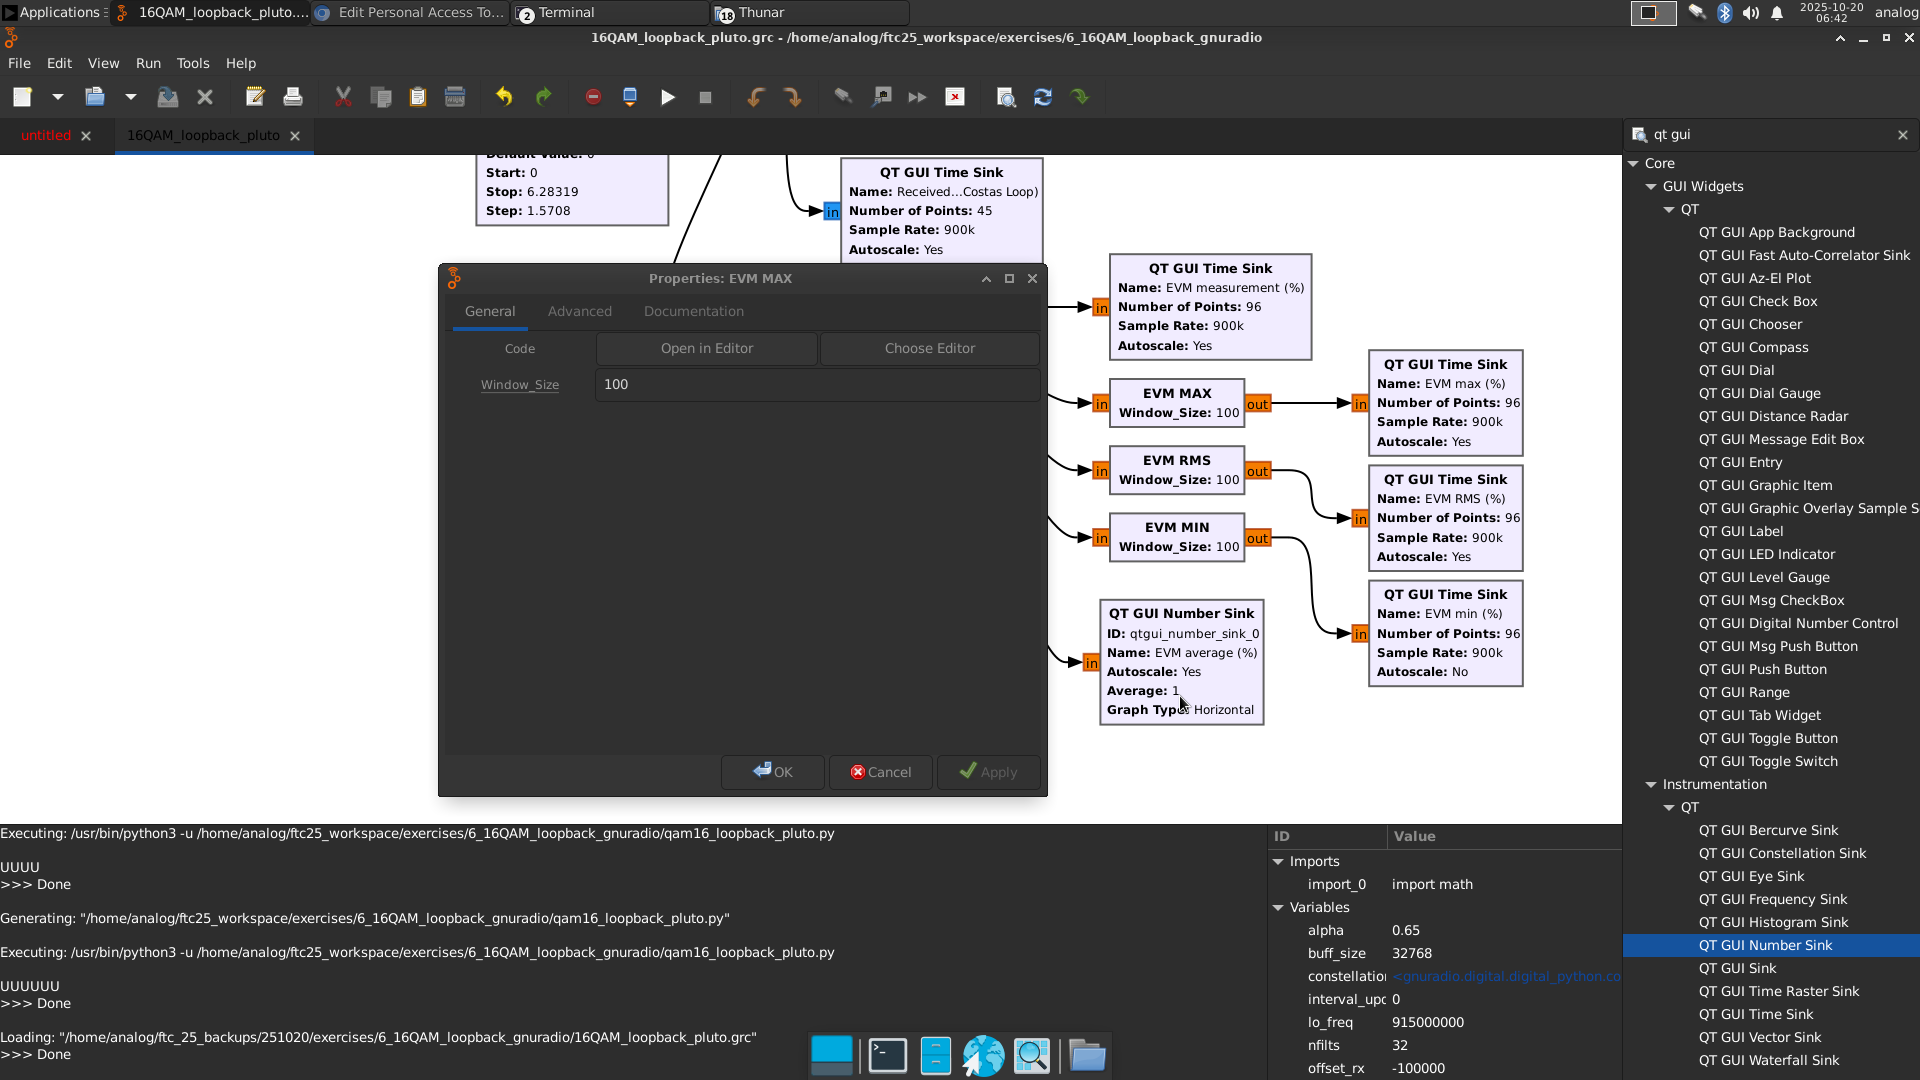 Applications
16QAM_loopback_pluto....
Edit Personal Access To...
2 Terminal
18 Thunar
2025-10-20
06:42
analog
16QAM_loopback_pluto.grc - /home/analog/ftc25_workspace/exercises/6_16QAM_loopback_gnuradio
File Edit View Run Tools Help
untitled
16QAM_loopback_pluto
qt gui
Default Value: 0
Start: 0
Stop: 6.28319
Step: 1.5708
QT GUI Time Sink
Name: Received...Costas Loop)
Number of Points: 45
Sample Rate: 900k
Autoscale: Yes
in
Properties: EVM MAX
General Advanced Documentation
Code Open in Editor Choose Editor
Window_Size 100
OK Cancel Apply
QT GUI Time Sink
Name: EVM measurement (%)
Number of Points: 96
Sample Rate: 900k
Autoscale: Yes
in
in
EVM MAX
Window_Size: 100
out
in
EVM RMS
Window_Size: 100
out
in
EVM MIN
Window_Size: 100
out
in
QT GUI Time Sink
Name: EVM max (%)
Number of Points: 96
Sample Rate: 900k
Autoscale: Yes
in
QT GUI Time Sink
Name: EVM RMS (%)
Number of Points: 96
Sample Rate: 900k
Autoscale: Yes
in
QT GUI Time Sink
Name: EVM min (%)
Number of Points: 96
Sample Rate: 900k
Autoscale: No
in
QT GUI Number Sink
ID: qtgui_number_sink_0
Name: EVM average (%)
Autoscale: Yes
Average: 1
Graph Type: Horizontal
Core
GUI Widgets
QT
QT GUI App Background
QT GUI Fast Auto-Correlator Sink
QT GUI Az-El Plot
QT GUI Check Box
QT GUI Chooser
QT GUI Compass
QT GUI Dial
QT GUI Dial Gauge
QT GUI Distance Radar
QT GUI Message Edit Box
QT GUI Entry
QT GUI Graphic Item
QT GUI Graphic Overlay Sample S
QT GUI Label
QT GUI LED Indicator
QT GUI Level Gauge
QT GUI Msg CheckBox
QT GUI Digital Number Control
QT GUI Msg Push Button
QT GUI Push Button
QT GUI Range
QT GUI Tab Widget
QT GUI Toggle Button
QT GUI Toggle Switch
Instrumentation
QT
QT GUI Bercurve Sink
QT GUI Constellation Sink
QT GUI Eye Sink
QT GUI Frequency Sink
QT GUI Histogram Sink
QT GUI Number Sink
QT GUI Sink
QT GUI Time Raster Sink
QT GUI Time Sink
QT GUI Vector Sink
QT GUI Waterfall Sink
Executing: /usr/bin/python3 -u /home/analog/ftc25_workspace/exercises/6_16QAM_loopback_gnuradio/qam16_loopback_pluto.py
UUUU
>>> Done
Generating: "/home/analog/ftc25_workspace/exercises/6_16QAM_loopback_gnuradio/qam16_loopback_pluto.py"
Executing: /usr/bin/python3 -u /home/analog/ftc25_workspace/exercises/6_16QAM_loopback_gnuradio/qam16_loopback_pluto.py
UUUUUU
>>> Done
Loading: "/home/analog/ftc_25_backups/251020/exercises/6_16QAM_loopback_gnuradio/16QAM_loopback_pluto.grc"
>>> Done
ID Value
Imports
import_0 import math
Variables
alpha 0.65
buff_size 32768
constellatio <gnuradio.digital.digital_python.co
interval_upd 0
lo_freq 915000000
nfilts 32
offset_rx -100000